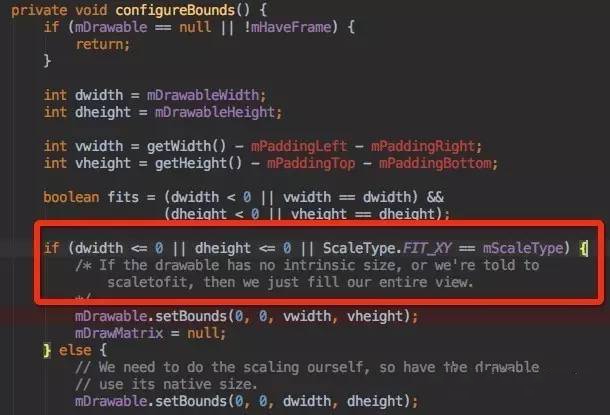 private void configureBounds() {
if (mDrawable == null || !mHaveFrame) {
return;
}
int dwidth = mDrawableWidth;
int dheight = mDrawableHeight;
int vwidth = getWidth() - mPaddingLeft - mPaddingRight;
int vheight = getHeight() - mPaddingTop - mPaddingBottom;
boolean fits = (dwidth < 0 || vwidth == dwidth) &&
(dheight < 0 || vheight == dheight);
if (dwidth <= 0 || dheight <= 0 || ScaleType.FIT_XY == mScaleType) {
/* If the drawable has no intrinsic size, or we're told to
scaletofit, then we just fill our entire view.
*/
mDrawable.setBounds(0, 0, vwidth, vheight);
mDrawMatrix = null;
} else {
// We need to do the scaling ourself, so have the drawable
// use its native size.
mDrawable.setBounds(0, 0, dwidth, dheight);